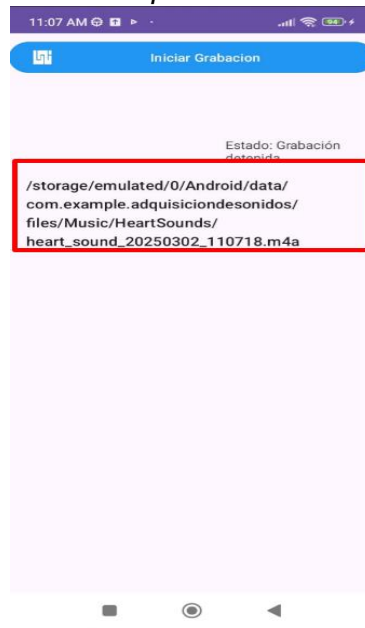 11:07 AM
94
Iniciar Grabacion
Estado: Grabación
detenida
/storage/emulated/0/Android/data/
com.example.adquisiciondesonidos/
files/Music/HeartSounds/
heart_sound_20250302_110718.m4a